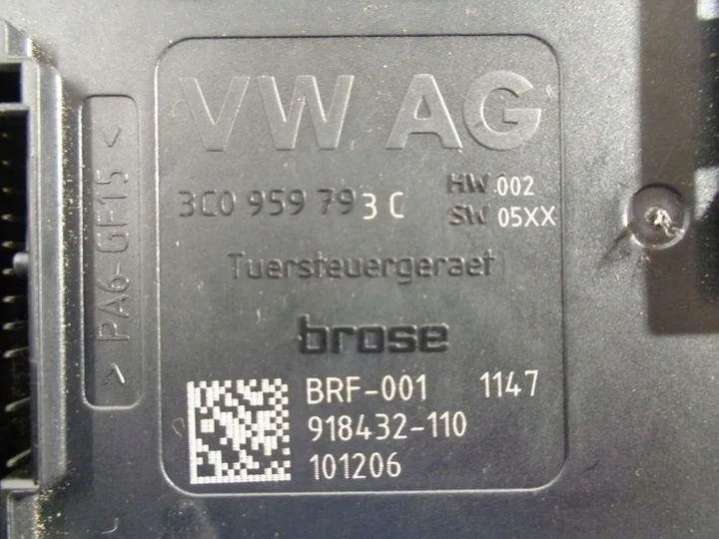 VW AG
3C0 959 793 C HW 002
SW 05XX
Tuersteuergeraet
brose
BRF-001 1147
918432-110
101206
> PA6-GF15 <